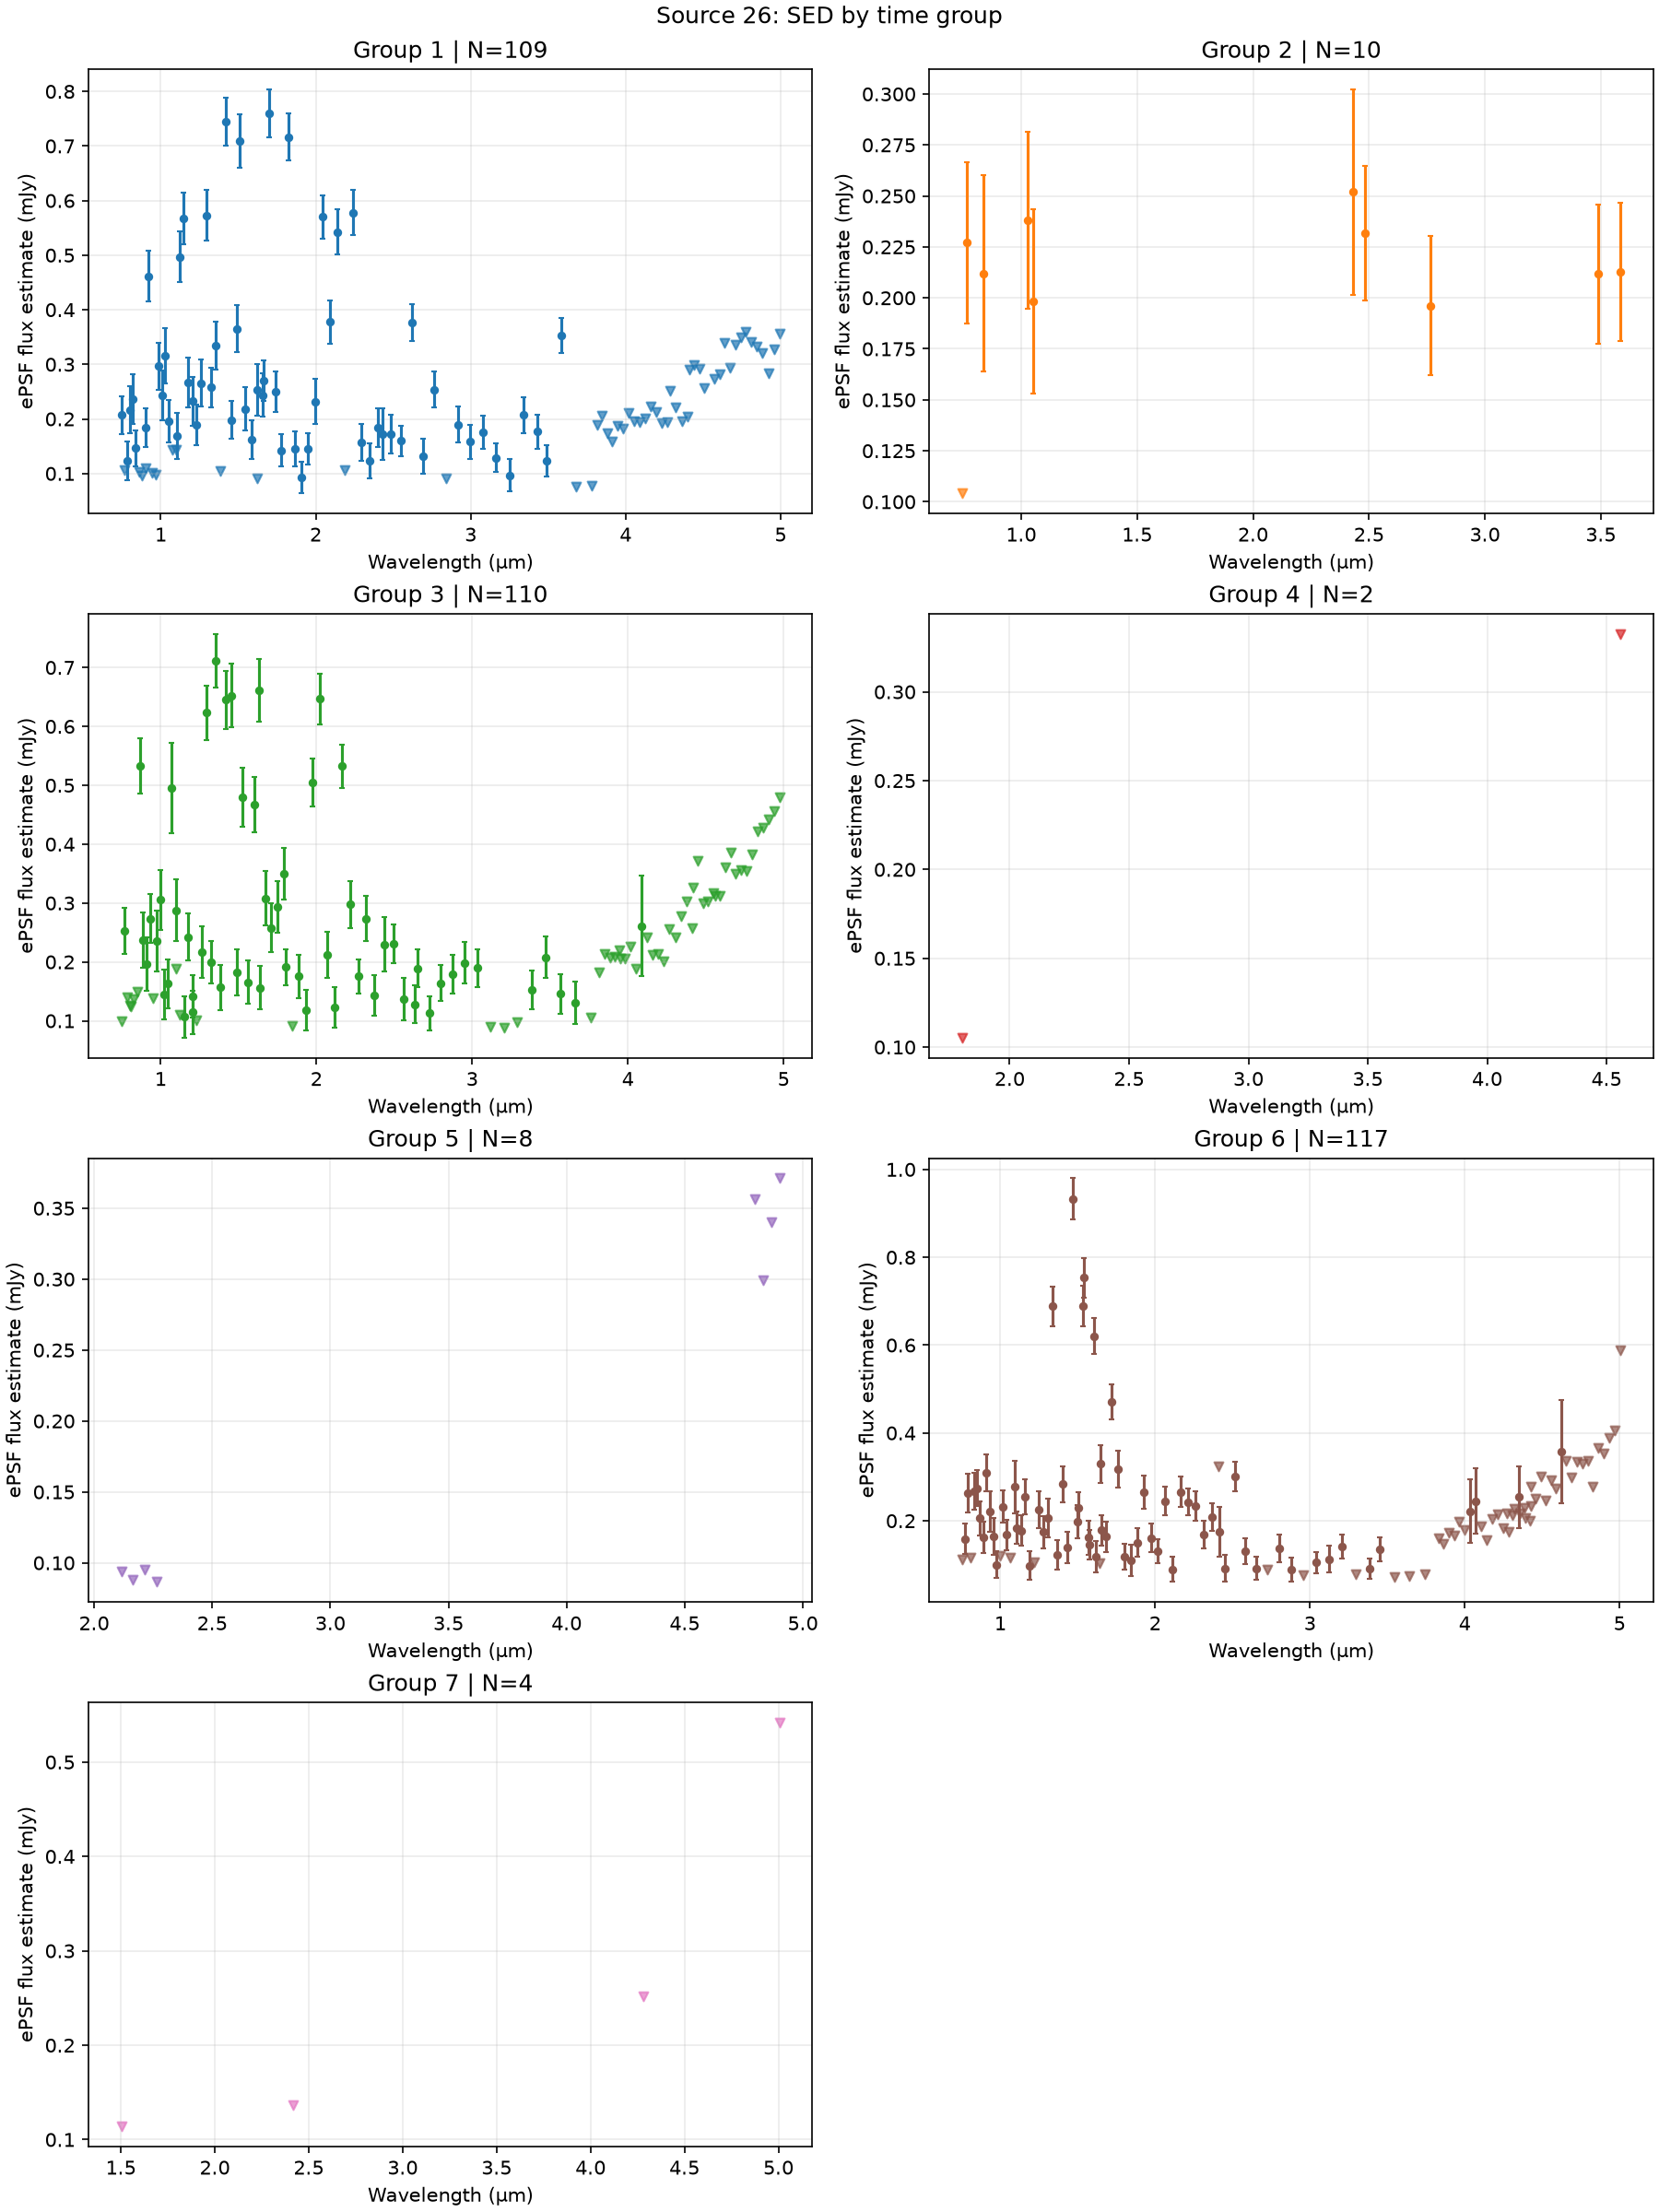 Source 26: SED by time group
Group 1 | N=109
ePSF flux estimate (mJy)
0.8
0.7
0.6
0.5
0.4
0.3
0.2
0.1
1 2 3 4 5
Wavelength (µm)
Group 2 | N=10
ePSF flux estimate (mJy)
0.300
0.275
0.250
0.225
0.200
0.175
0.150
0.125
0.100
1.0 1.5 2.0 2.5 3.0 3.5
Wavelength (µm)
Group 3 | N=110
ePSF flux estimate (mJy)
0.7
0.6
0.5
0.4
0.3
0.2
0.1
1 2 3 4 5
Wavelength (µm)
Group 4 | N=2
ePSF flux estimate (mJy)
0.30
0.25
0.20
0.15
0.10
2.0 2.5 3.0 3.5 4.0 4.5
Wavelength (µm)
Group 5 | N=8
ePSF flux estimate (mJy)
0.35
0.30
0.25
0.20
0.15
0.10
2.0 2.5 3.0 3.5 4.0 4.5 5.0
Wavelength (µm)
Group 6 | N=117
ePSF flux estimate (mJy)
1.0
0.8
0.6
0.4
0.2
1 2 3 4 5
Wavelength (µm)
Group 7 | N=4
ePSF flux estimate (mJy)
0.5
0.4
0.3
0.2
0.1
1.5 2.0 2.5 3.0 3.5 4.0 4.5 5.0
Wavelength (µm)